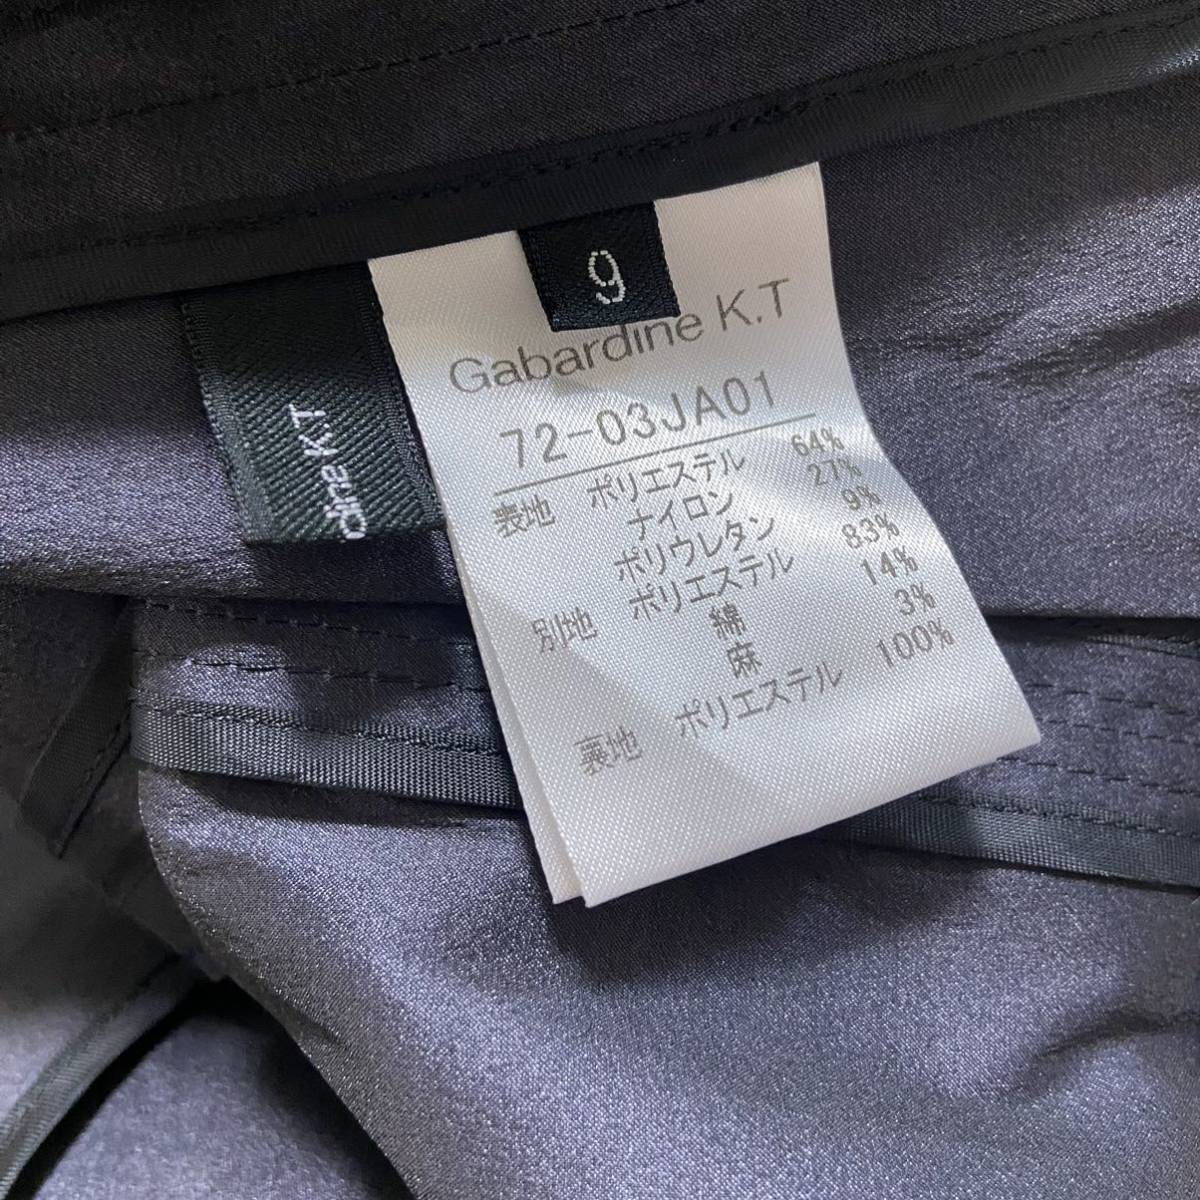 9
Gabardine K.T
72-03JA01
表地 ポリエステル 64%
ナイロン 27%
ポリウレタン 9%
別地 ポリエステル 83%
綿 14%
麻 3%
裏地 ポリエステル 100%
dine K.T